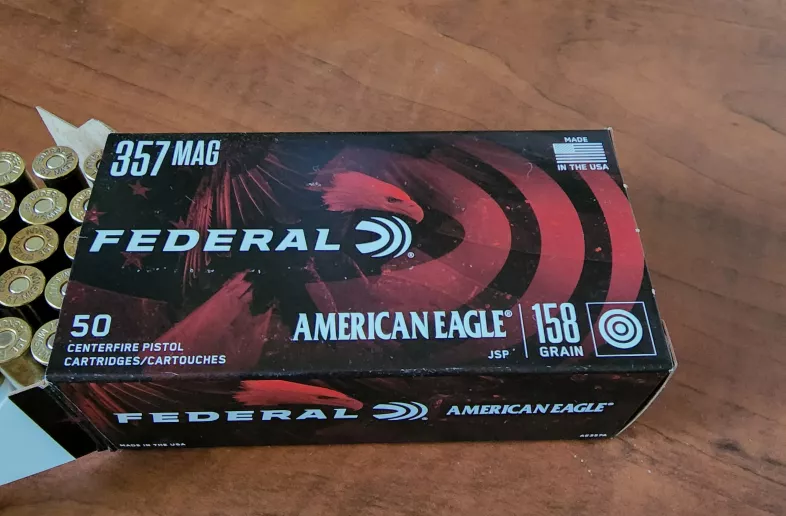 357 MAG
MADE
IN THE USA
FEDERAL®
50
CENTERFIRE PISTOL
CARTRIDGES/CARTOUCHES
AMERICAN EAGLE®
JSP
158
GRAIN
FEDERAL AMERICAN EAGLE®
MADE IN THE USA
AE357A